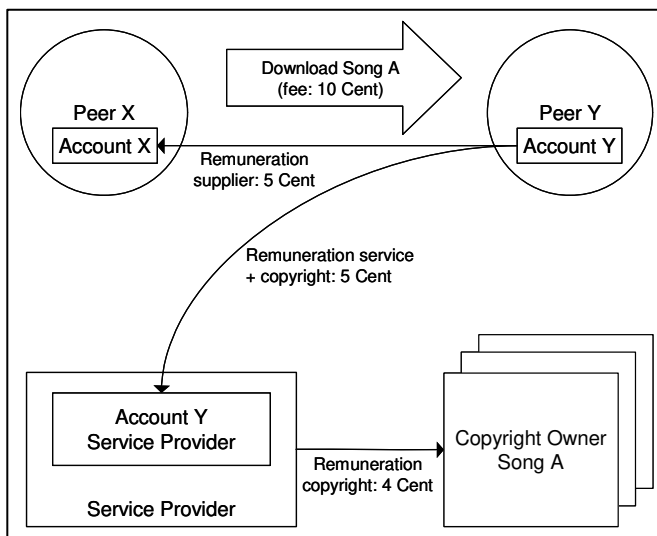 Download Song A
(fee: 10 Cent)
Peer X
Account X
Peer Y
Account Y
Remuneration
supplier: 5 Cent
Remuneration service
+ copyright: 5 Cent
Account Y
Service Provider
Service Provider
Remuneration
copyright: 4 Cent
Copyright Owner
Song A